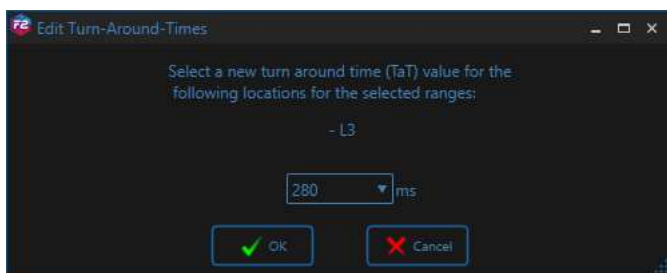 F2 Edit Turn-Around-Times
Select a new turn around time (TaT) value for the
following locations for the selected ranges:
- L3
280 ms
OK Cancel